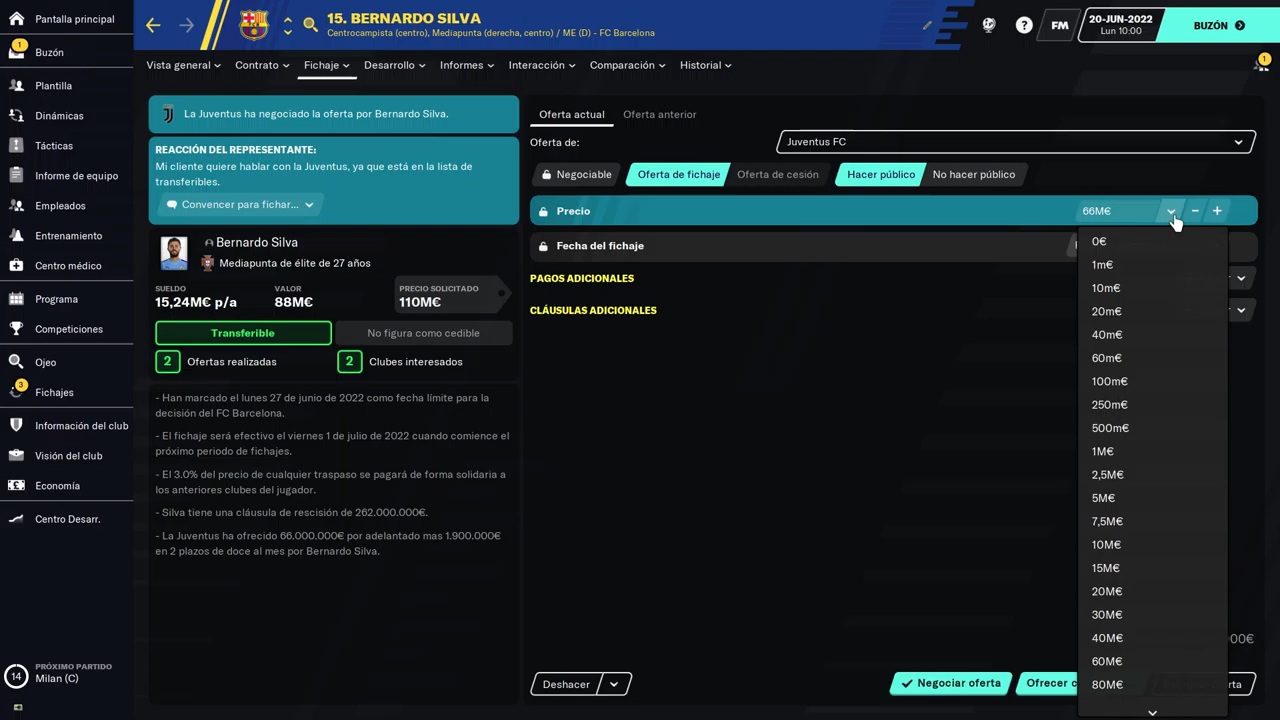 Pantalla principal
1
Buzón
Plantilla
Dinámicas
Tácticas
Informe de equipo
Empleados
Entrenamiento
Centro médico
Programa
Competiciones
Ojeo
3
Fichajes
Información del club
Visión del club
Economía
Centro Desarr.
14
PRÓXIMO PARTIDO
Milan (C)
15. BERNARDO SILVA
Centrocampista (centro), Mediapunta (derecha, centro) / ME (D) - FC Barcelona
FM
20-JUN-2022
Lun 10:00
BUZÓN
Vista general
Contrato
Fichaje
Desarrollo
Informes
Interacción
Comparación
Historial
1
La Juventus ha negociado la oferta por Bernardo Silva.
REACCIÓN DEL REPRESENTANTE:
Mi cliente quiere hablar con la Juventus, ya que está en la lista de
transferibles.
Convencer para fichar...
Bernardo Silva
Mediapunta de élite de 27 años
SUELDO
15,24M€ p/a
VALOR
88M€
PRECIO SOLICITADO
110M€
Transferible
No figura como cedible
2 Ofertas realizadas
2 Clubes interesados
- Han marcado el lunes 27 de junio de 2022 como fecha límite para la
decisión del FC Barcelona.
- El fichaje será efectivo el viernes 1 de julio de 2022 cuando comience el
próximo periodo de fichajes.
- El 3.0% del precio de cualquier traspaso se pagará de forma solidaria a
los anteriores clubes del jugador.
- Silva tiene una cláusula de rescisión de 262.000.000€.
- La Juventus ha ofrecido 66.000.000€ por adelantado mas 1.900.000€
en 2 plazos de doce al mes por Bernardo Silva.
Oferta actual
Oferta anterior
Oferta de:
Juventus FC
Negociable
Oferta de fichaje
Oferta de cesión
Hacer público
No hacer público
Precio
66M€
Fecha del fichaje
PAGOS ADICIONALES
CLÁUSULAS ADICIONALES
0€
1m€
10m€
20m€
40m€
60m€
100m€
250m€
500m€
1M€
2,5M€
5M€
7,5M€
10M€
15M€
20M€
30M€
40M€
60M€
80M€
Deshacer
Negociar oferta